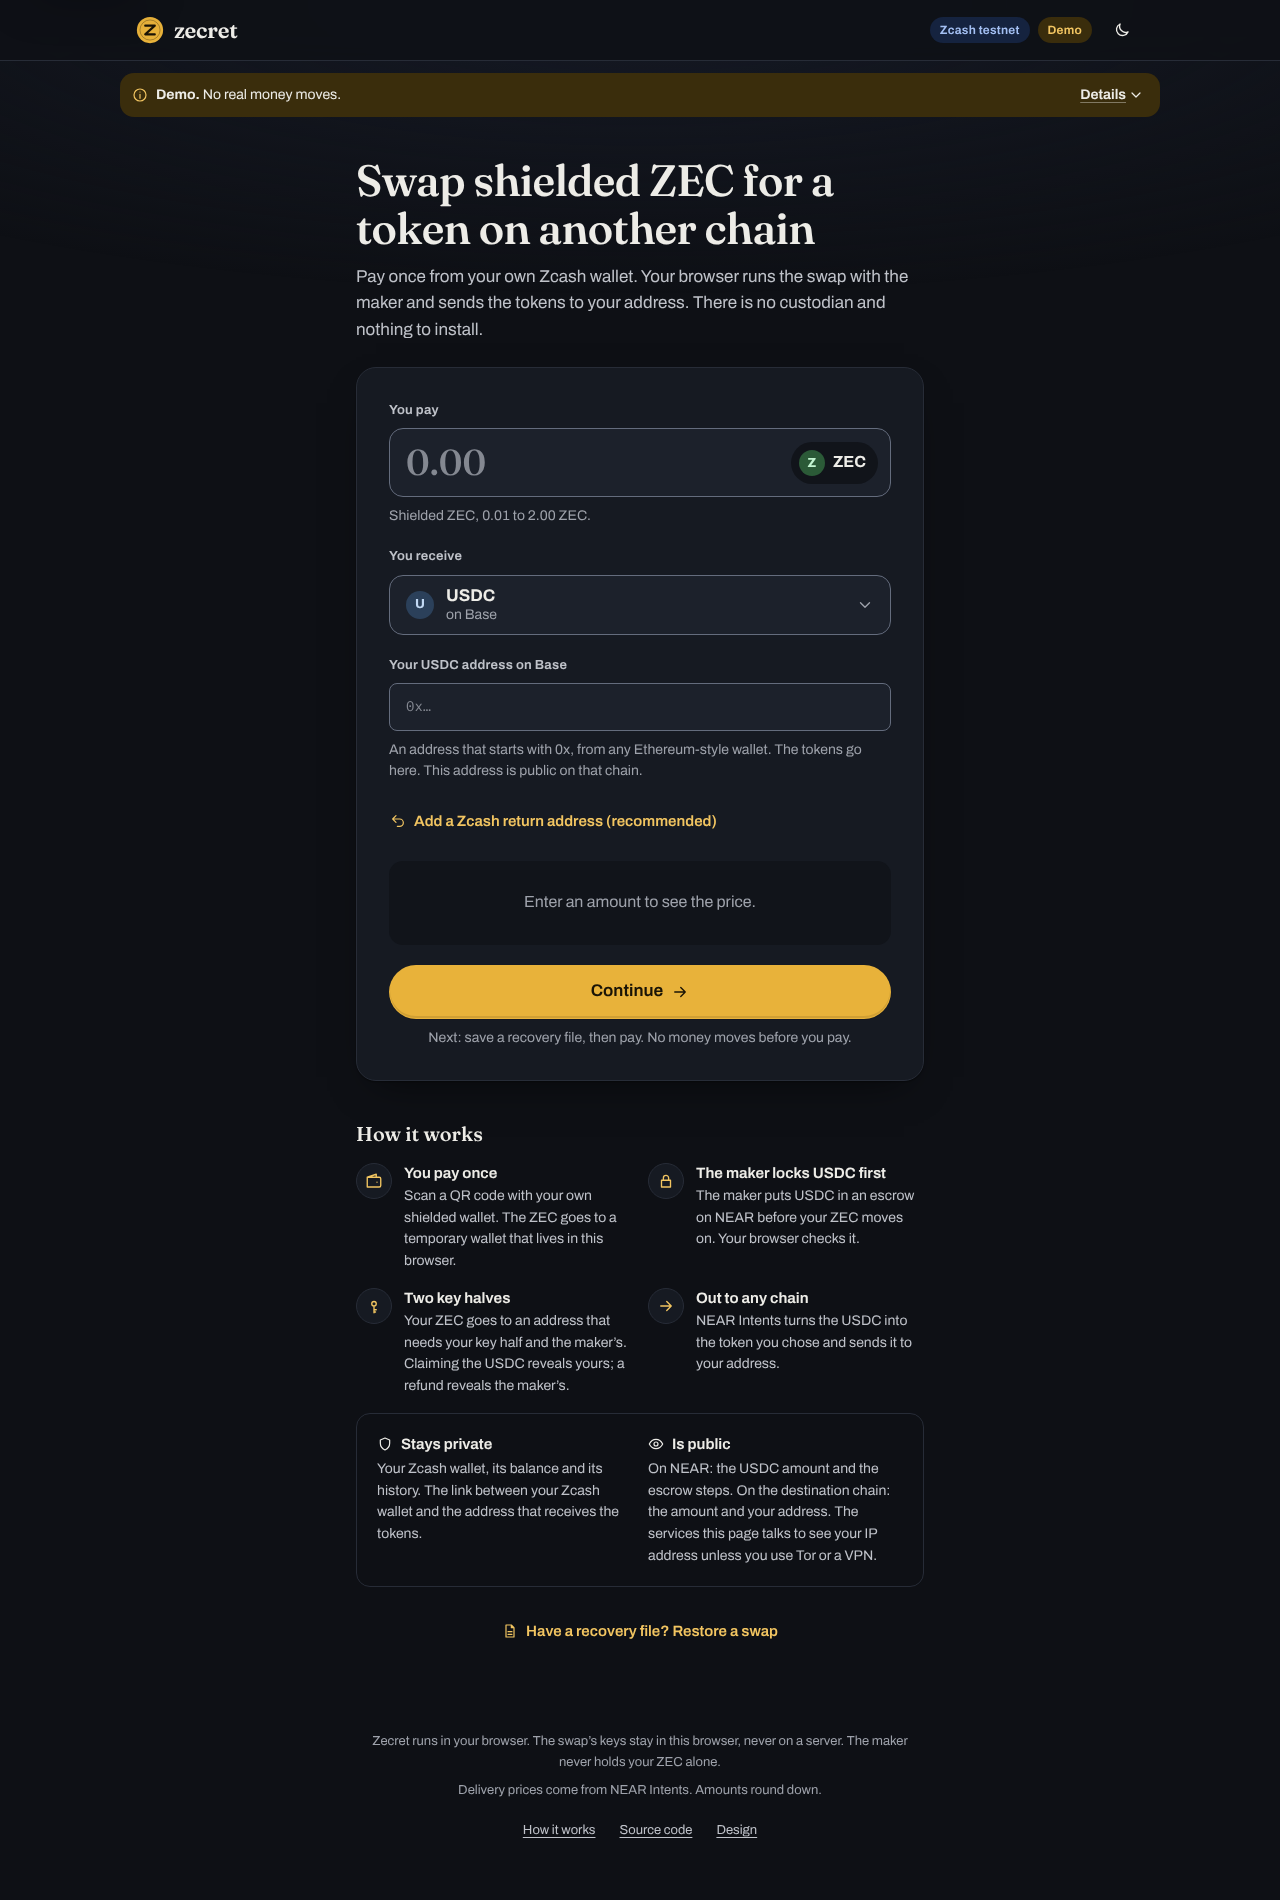 zecret
Zcash testnet
Demo
Demo. No real money moves.
Details
Swap shielded ZEC for a
token on another chain
Pay once from your own Zcash wallet. Your browser runs the swap with the
maker and sends the tokens to your address. There is no custodian and
nothing to install.
You pay
0.00
Z ZEC
Shielded ZEC, 0.01 to 2.00 ZEC.
You receive
U
USDC
on Base
Your USDC address on Base
0x…
An address that starts with 0x, from any Ethereum-style wallet. The tokens go
here. This address is public on that chain.
Add a Zcash return address (recommended)
Enter an amount to see the price.
Continue
Next: save a recovery file, then pay. No money moves before you pay.
How it works
You pay once
Scan a QR code with your own
shielded wallet. The ZEC goes to a
temporary wallet that lives in this
browser.
The maker locks USDC first
The maker puts USDC in an escrow
on NEAR before your ZEC moves
on. Your browser checks it.
Two key halves
Your ZEC goes to an address that
needs your key half and the maker’s.
Claiming the USDC reveals yours; a
refund reveals the maker’s.
Out to any chain
NEAR Intents turns the USDC into
the token you chose and sends it to
your address.
Stays private
Your Zcash wallet, its balance and its
history. The link between your Zcash
wallet and the address that receives the
tokens.
Is public
On NEAR: the USDC amount and the
escrow steps. On the destination chain:
the amount and your address. The
services this page talks to see your IP
address unless you use Tor or a VPN.
Have a recovery file? Restore a swap
Zecret runs in your browser. The swap’s keys stay in this browser, never on a server. The maker
never holds your ZEC alone.
Delivery prices come from NEAR Intents. Amounts round down.
How it works
Source code
Design